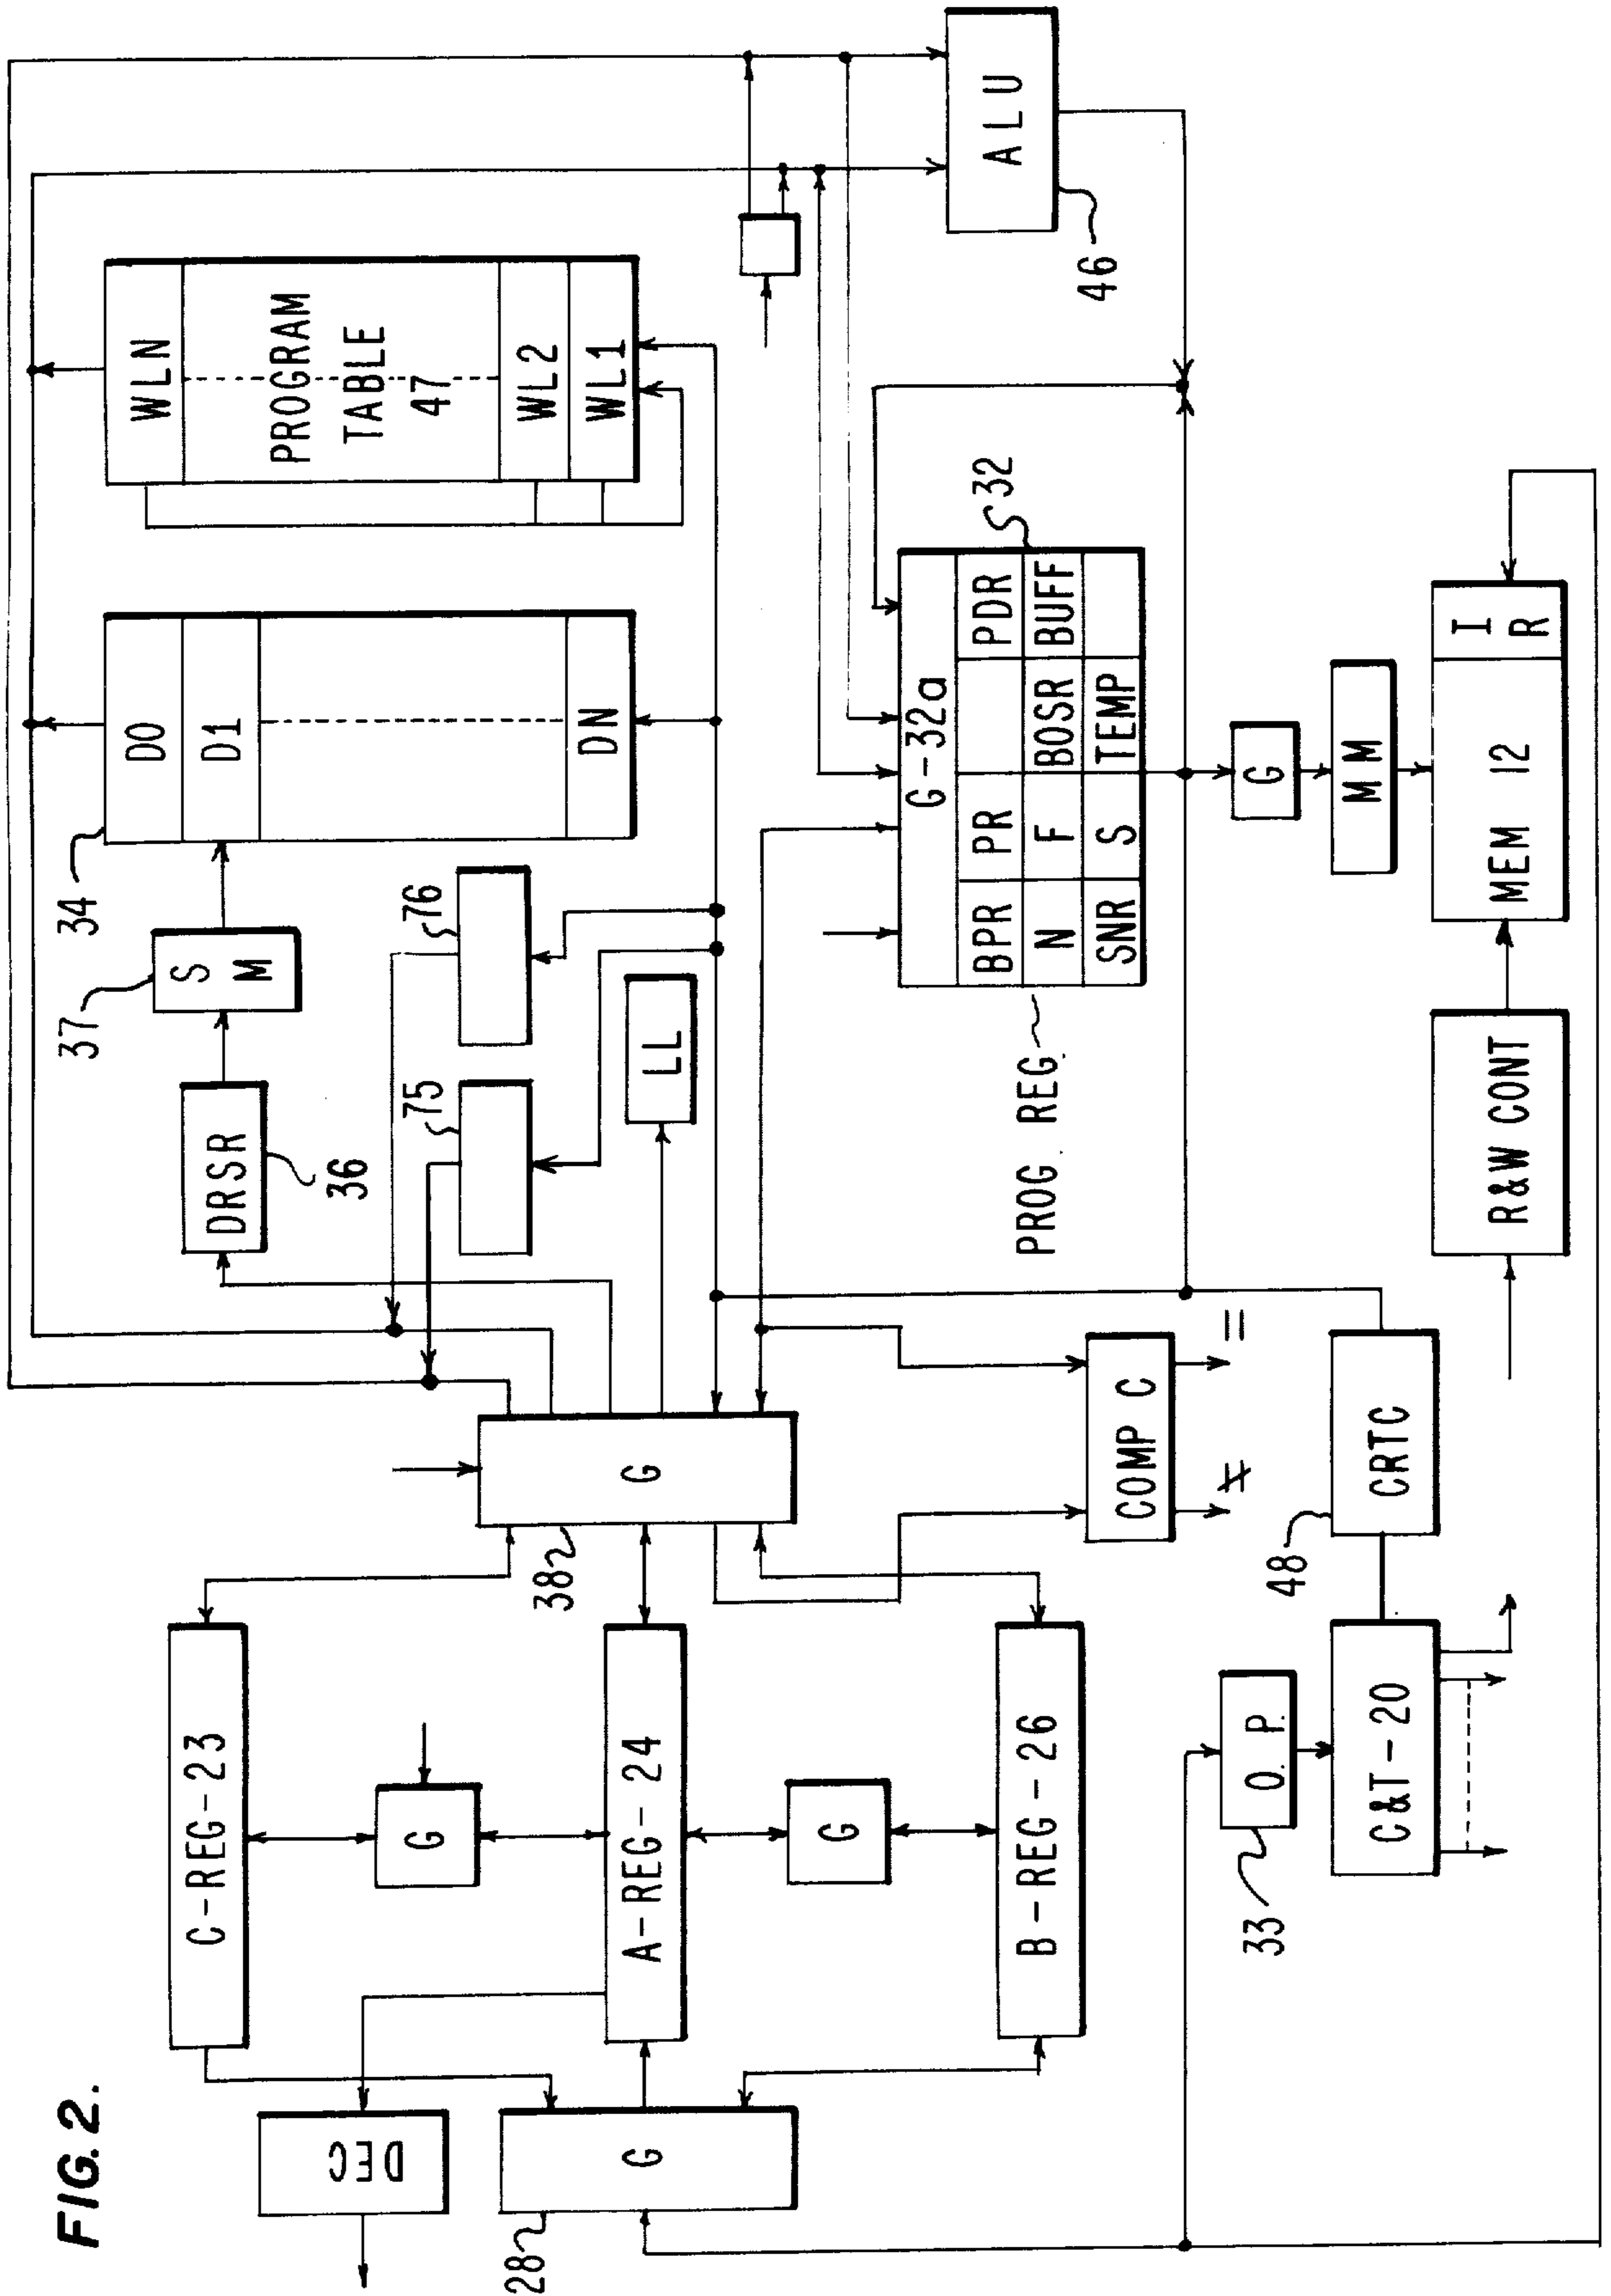 FIG. 2.
DEC
28
G
C-REG-23
G
A-REG-24
G
B-REG-26
38
G
COMP C
≠
=
33
O.P.
C&T-20
48
CRTC
R&W CONT
DRSR
36
37
S
M
34
D0
D1
DN
75
76
LL
WLN
PROGRAM
TABLE
47
WL2
WL1
PROG REG
32
G-32a
BPR PR PDR
N F BOSR BUFF
SNR S TEMP
G
MM
MEM 12
I
R
ALU
46